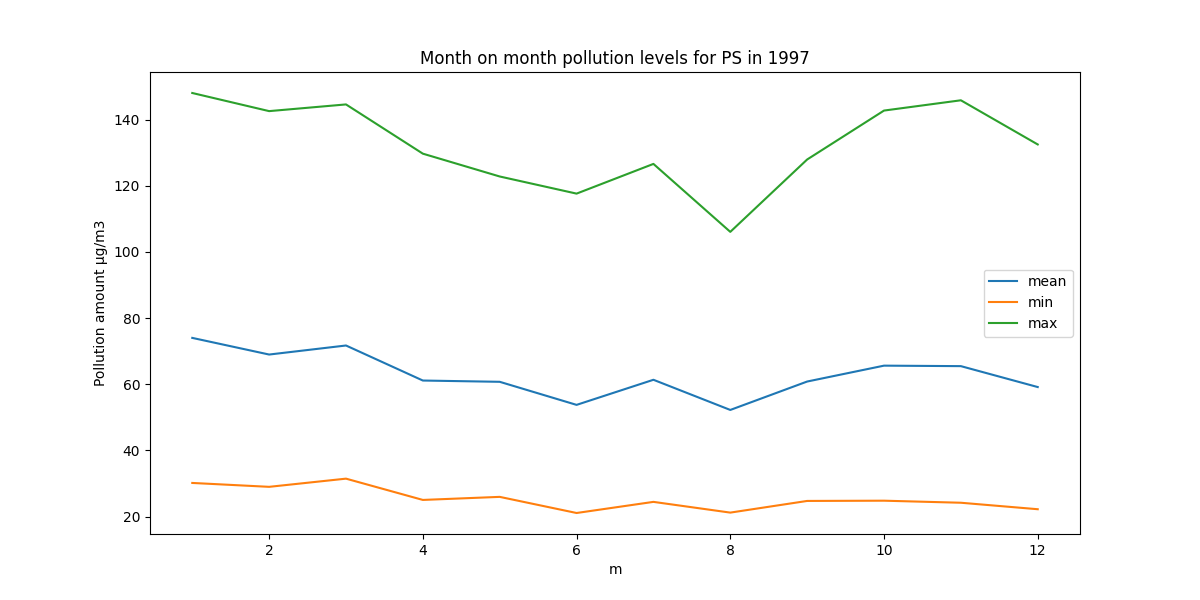 Month on month pollution levels for PS in 1997
Pollution amount µg/m3
140
120
100
80
60
40
20
mean
min
max
2 4 6 8 10 12
m